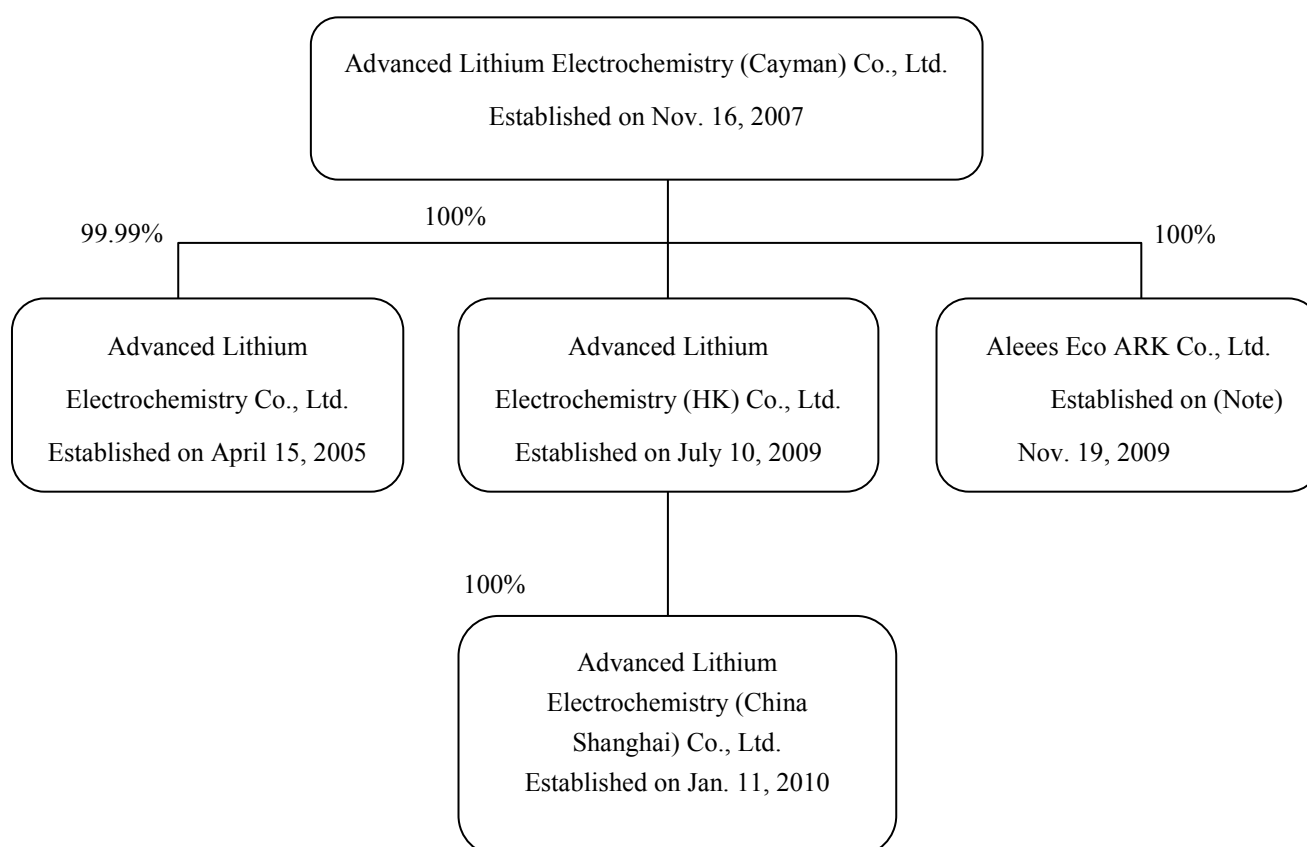 Advanced Lithium Electrochemistry (Cayman) Co., Ltd.
Established on Nov. 16, 2007
100%
99.99%
100%
Advanced Lithium
Electrochemistry Co., Ltd.
Established on April 15, 2005
Advanced Lithium
Electrochemistry (HK) Co., Ltd.
Established on July 10, 2009
Aleees Eco ARK Co., Ltd.
Established on (Note)
Nov. 19, 2009
100%
Advanced Lithium
Electrochemistry (China
Shanghai) Co., Ltd.
Established on Jan. 11, 2010